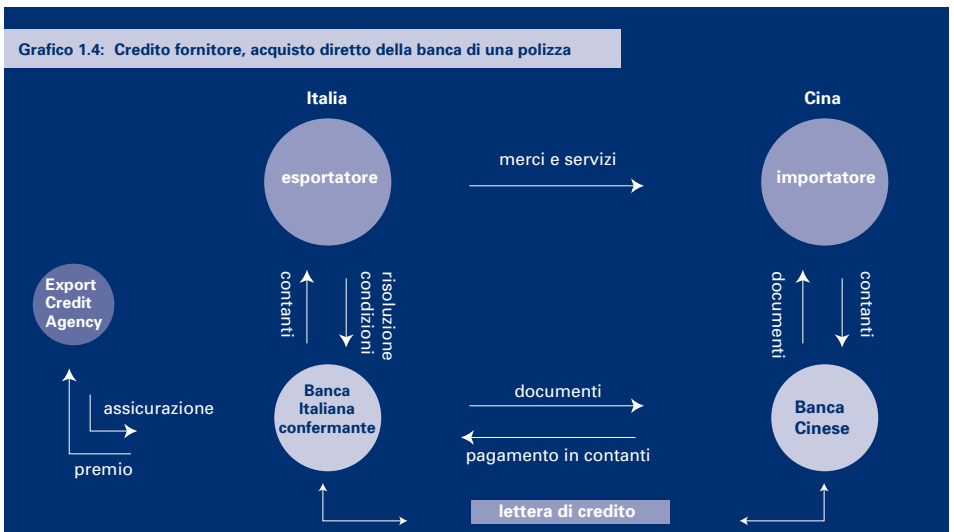 Grafico 1.4: Credito fornitore, acquisto diretto della banca di una polizza
Italia
Cina
esportatore
merci e servizi
importatore
Export
Credit
Agency
contanti
risoluzione
condizioni
documenti
contanti
assicurazione
premio
Banca
Italiana
confermante
documenti
pagamento in contanti
Banca
Cinese
lettera di credito